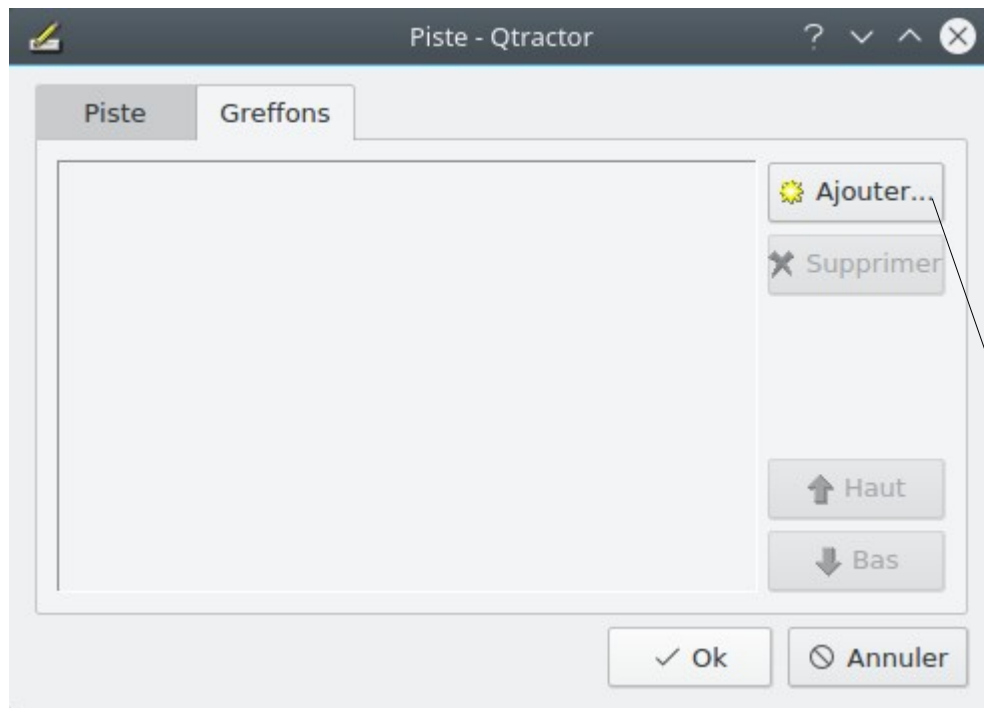 Piste - Qtractor
Piste
Greffons
Ajouter...
Supprimer
Haut
Bas
Ok
Annuler